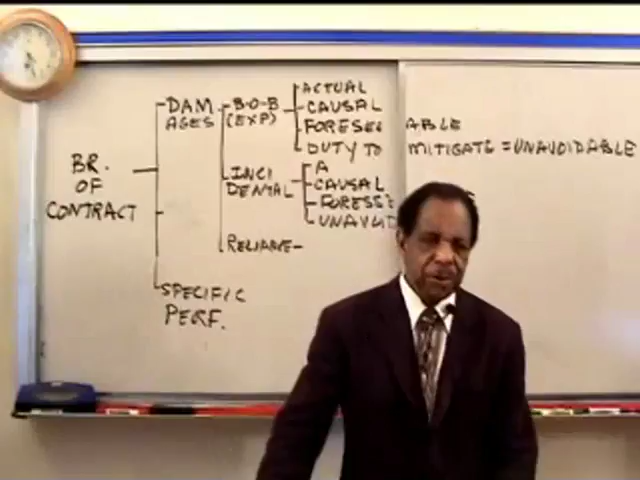 BR.
OF
CONTRACT
DAM
AGES
B-O-B
(EXP)
ACTUAL
CAUSAL
FORESEE ABLE
DUTY TO MITIGATE = UNAVOIDABLE
INCI
DENTAL
A
CAUSAL
FORESE
UNAVOID
RELIANCE
SPECIFIC
PERF.